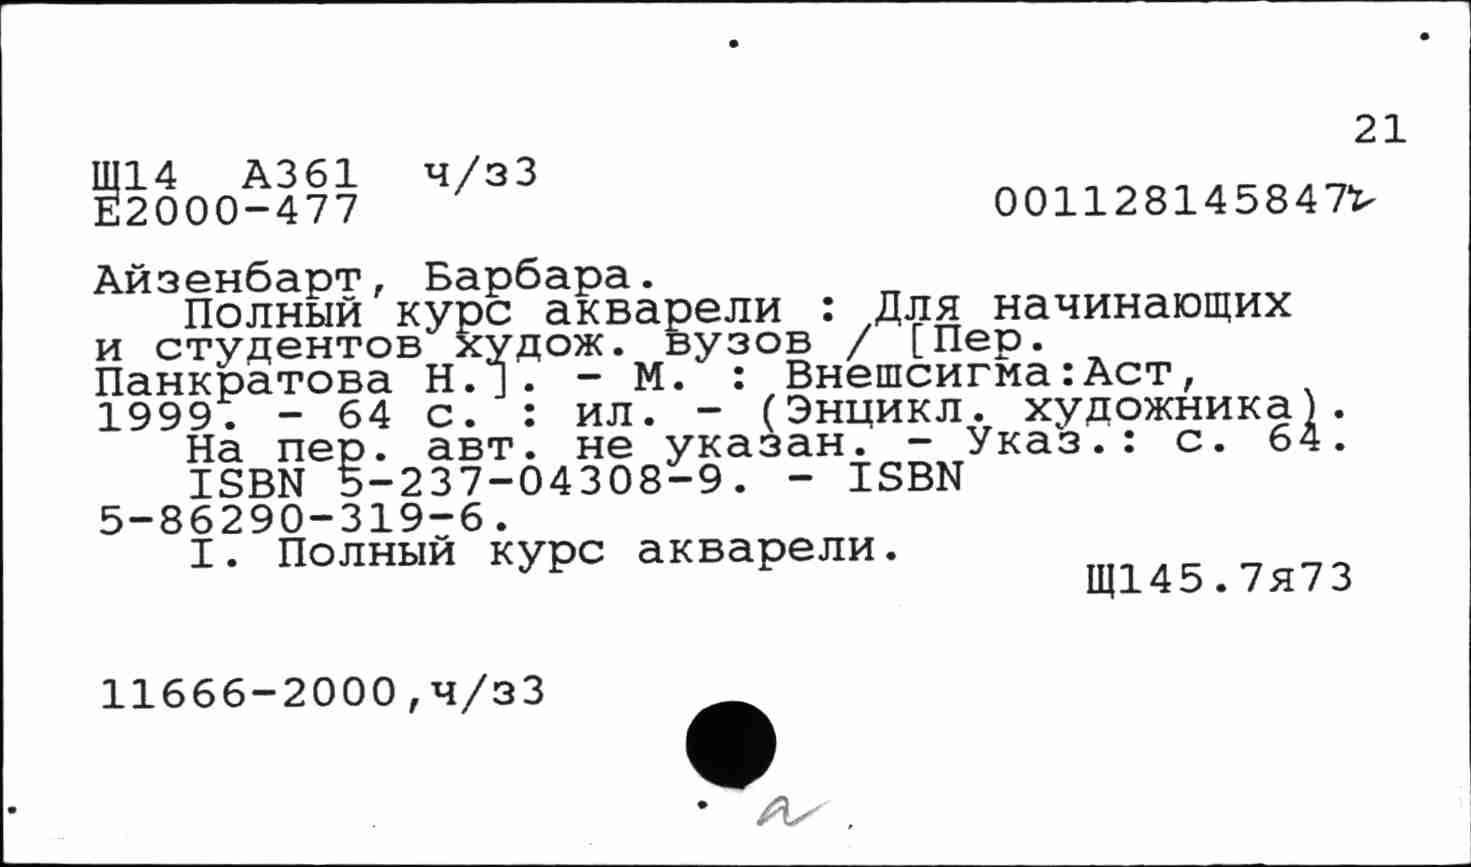 21
Щ14 А361 ч/з3
Е2000-477
001128145847г
Айзенбарт, Барбара.
Полный курс акварели : Для начинающих
и студентов худож. вузов / [Пер.
Панкратова Н.]. - М. : Внешсигма:Аст,
1999. - 64 с. : ил. - (Энцикл. художника).
На пер. авт. не указан. - Указ.: с. 64.
ISBN 5-237-04308-9. - ISBN
5-86290-319-6.
I. Полный курс акварели.
Щ145.7я73
11666-2000,ч/з3
а